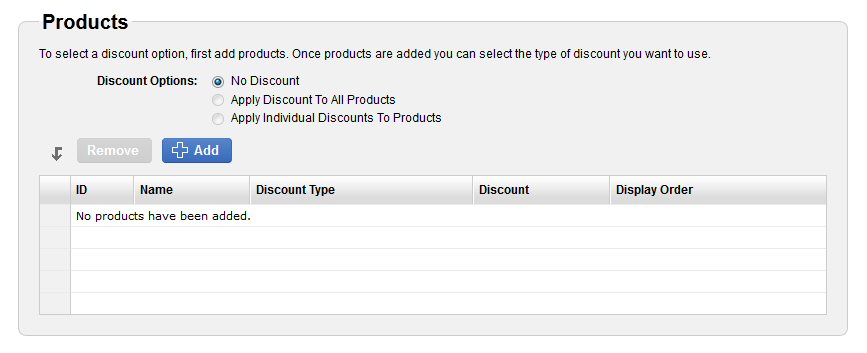 Products
To select a discount option, first add products. Once products are added you can select the type of discount you want to use.
Discount Options: No Discount
Apply Discount To All Products
Apply Individual Discounts To Products
Remove Add
ID Name Discount Type Discount Display Order
No products have been added.